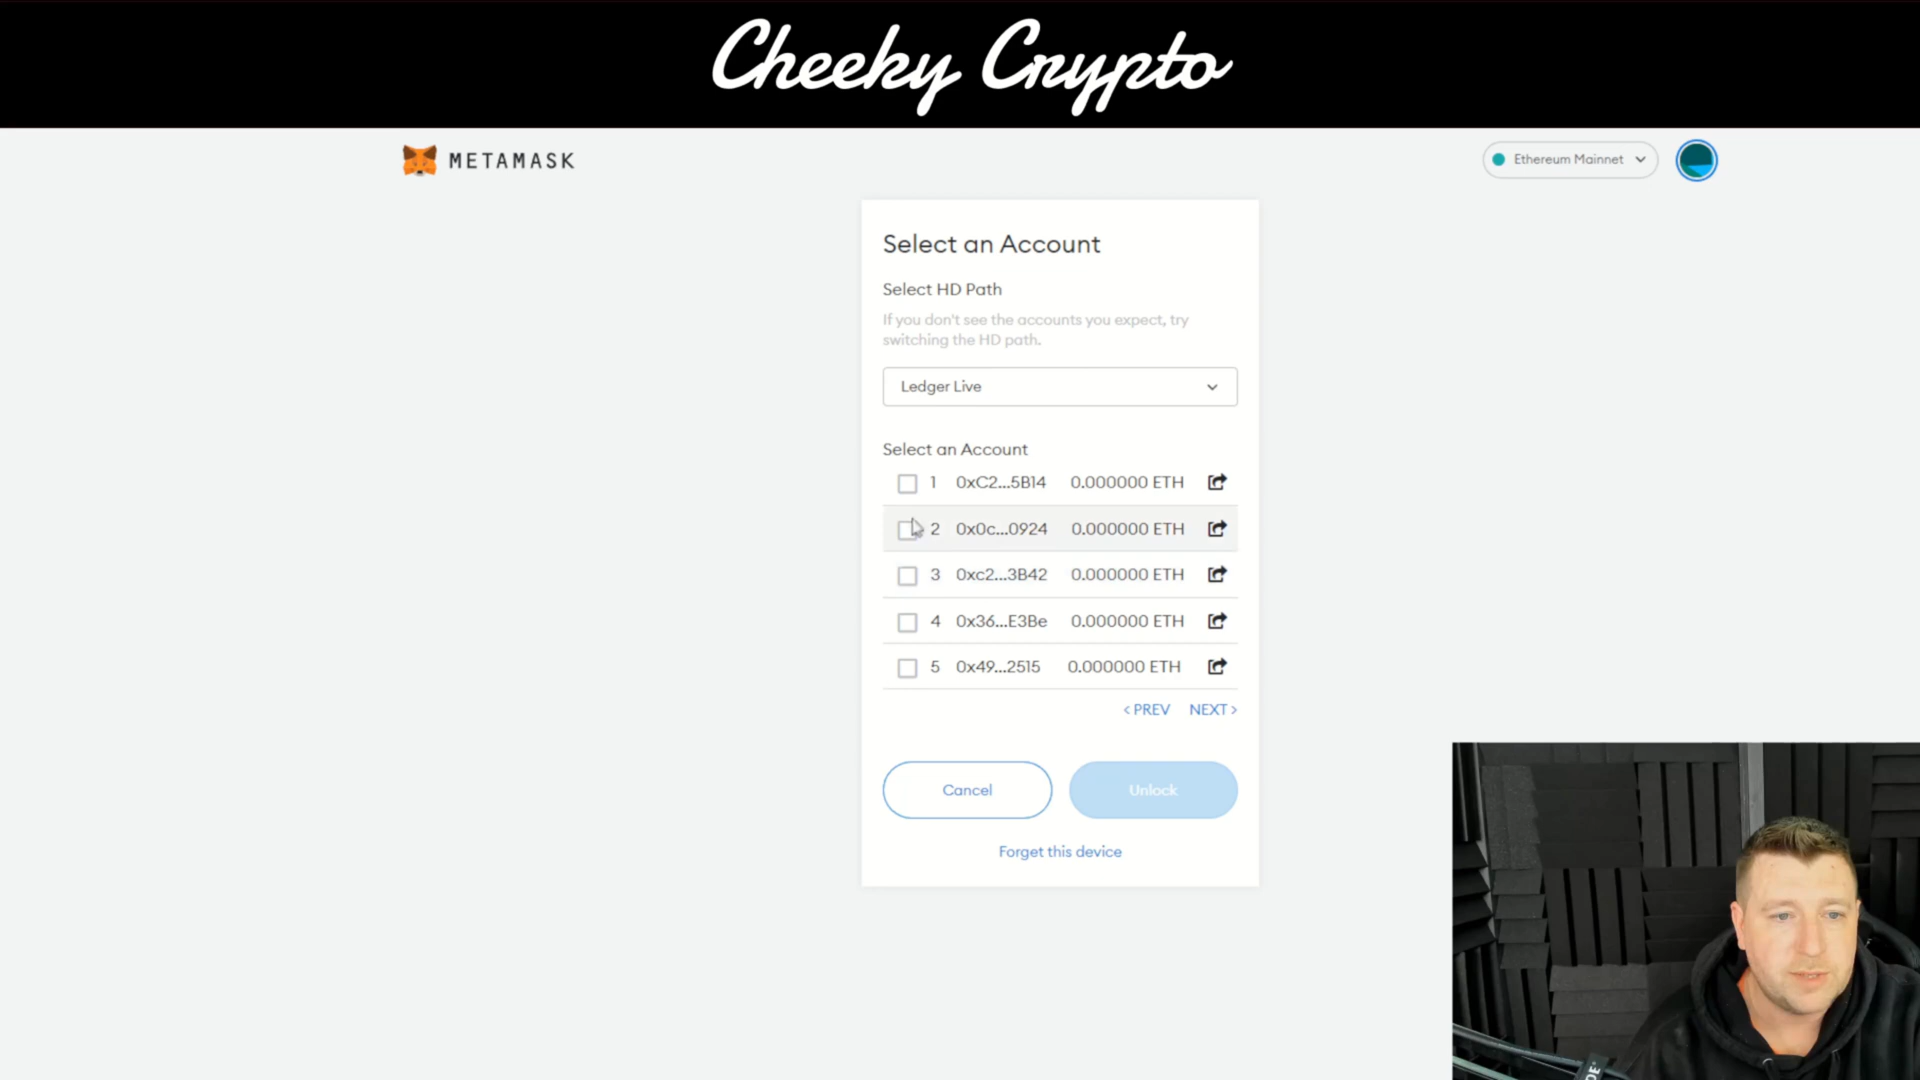 Cheeky Crypto
METAMASK
Ethereum Mainnet
Select an Account
Select HD Path
If you don't see the accounts you expect, try
switching the HD path.
Ledger Live
Select an Account
1 0xC2...5B14 0.000000 ETH
2 0x0c...0924 0.000000 ETH
3 0xc2...3B42 0.000000 ETH
4 0x36...E3Be 0.000000 ETH
5 0x49...2515 0.000000 ETH
< PREV NEXT >
Cancel Unlock
Forget this device